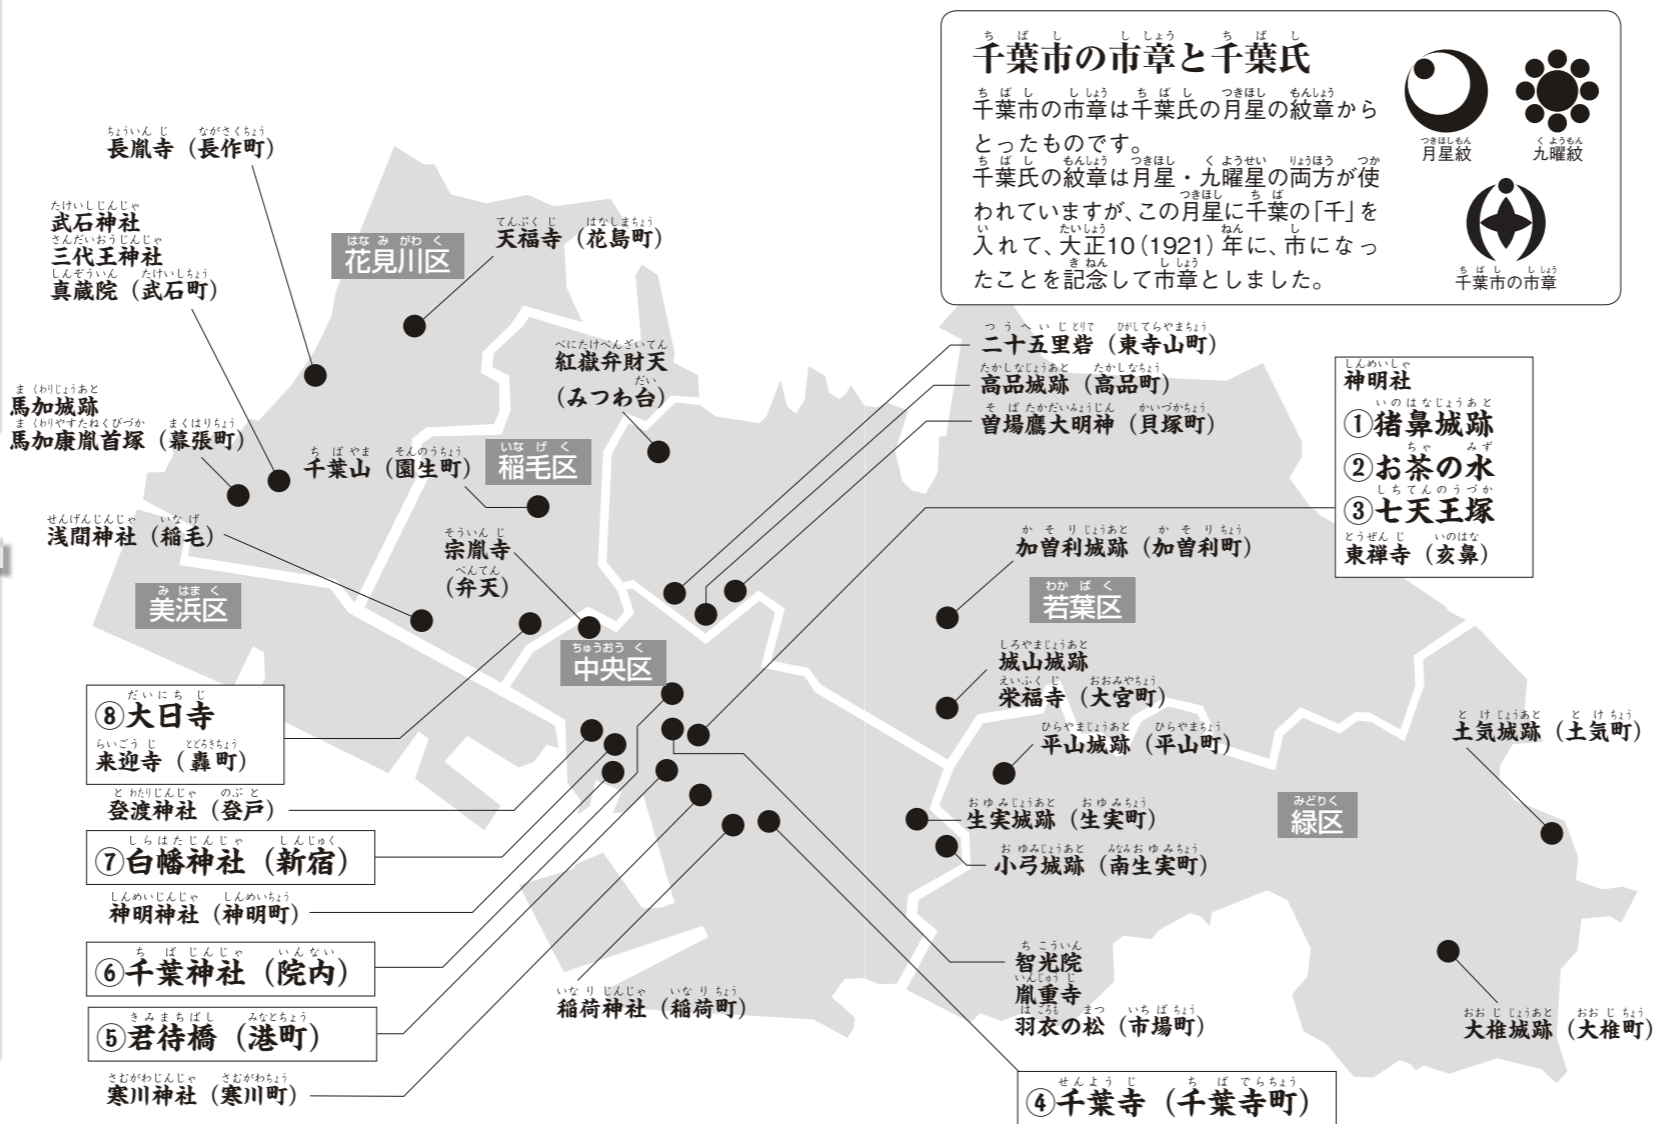 千葉市の市章と千葉氏
千葉市の市章は千葉氏の月星の紋章から
とったものです。
千葉氏の紋章は月星・九曜星の両方が使
われていますが、この月星に千葉の「千」を
入れて、大正10(1921)年に、市になっ
たことを記念して市章としました。
月星紋
九曜紋
千葉市の市章
長胤寺(長作町)
武石神社
三代王神社
真蔵院(武石町)
花見川区
天福寺(花島町)
馬加城跡
馬加康胤首塚(幕張町)
紅嶽弁財天
(みつわ台)
千葉山(園生町)
稲毛区
浅間神社(稲毛)
宗胤寺
(弁天)
美浜区
中央区
二十五里砦(東寺山町)
高品城跡(高品町)
曽場鷹大明神(貝塚町)
神明社
①猪鼻城跡
②お茶の水
③七天王塚
東禅寺(亥鼻)
加曽利城跡(加曽利町)
若葉区
城山城跡
栄福寺(大宮町)
平山城跡(平山町)
生実城跡(生実町)
小弓城跡(南生実町)
緑区
土気城跡(土気町)
⑧大日寺
来迎寺(轟町)
登渡神社(登戸)
⑦白幡神社(新宿)
神明神社(神明町)
⑥千葉神社(院内)
⑤君待橋(港町)
寒川神社(寒川町)
稲荷神社(稲荷町)
智光院
胤重寺
羽衣の松(市場町)
④千葉寺(千葉寺町)
大椎城跡(大椎町)